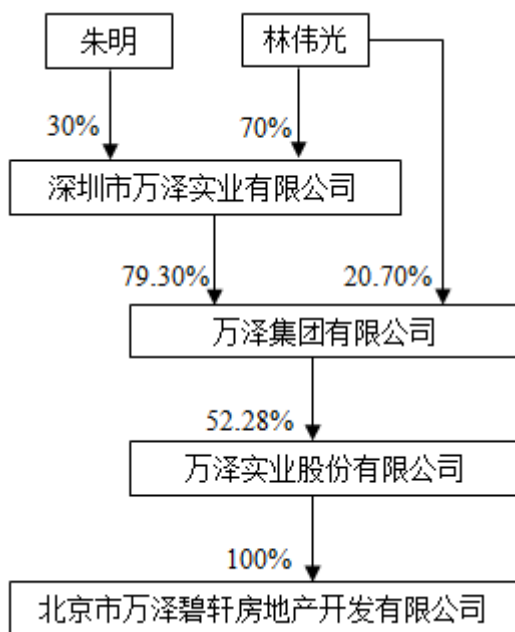 朱明
林伟光
30%
70%
深圳市万泽实业有限公司
79.30%
20.70%
万泽集团有限公司
52.28%
万泽实业股份有限公司
100%
北京市万泽碧轩房地产开发有限公司